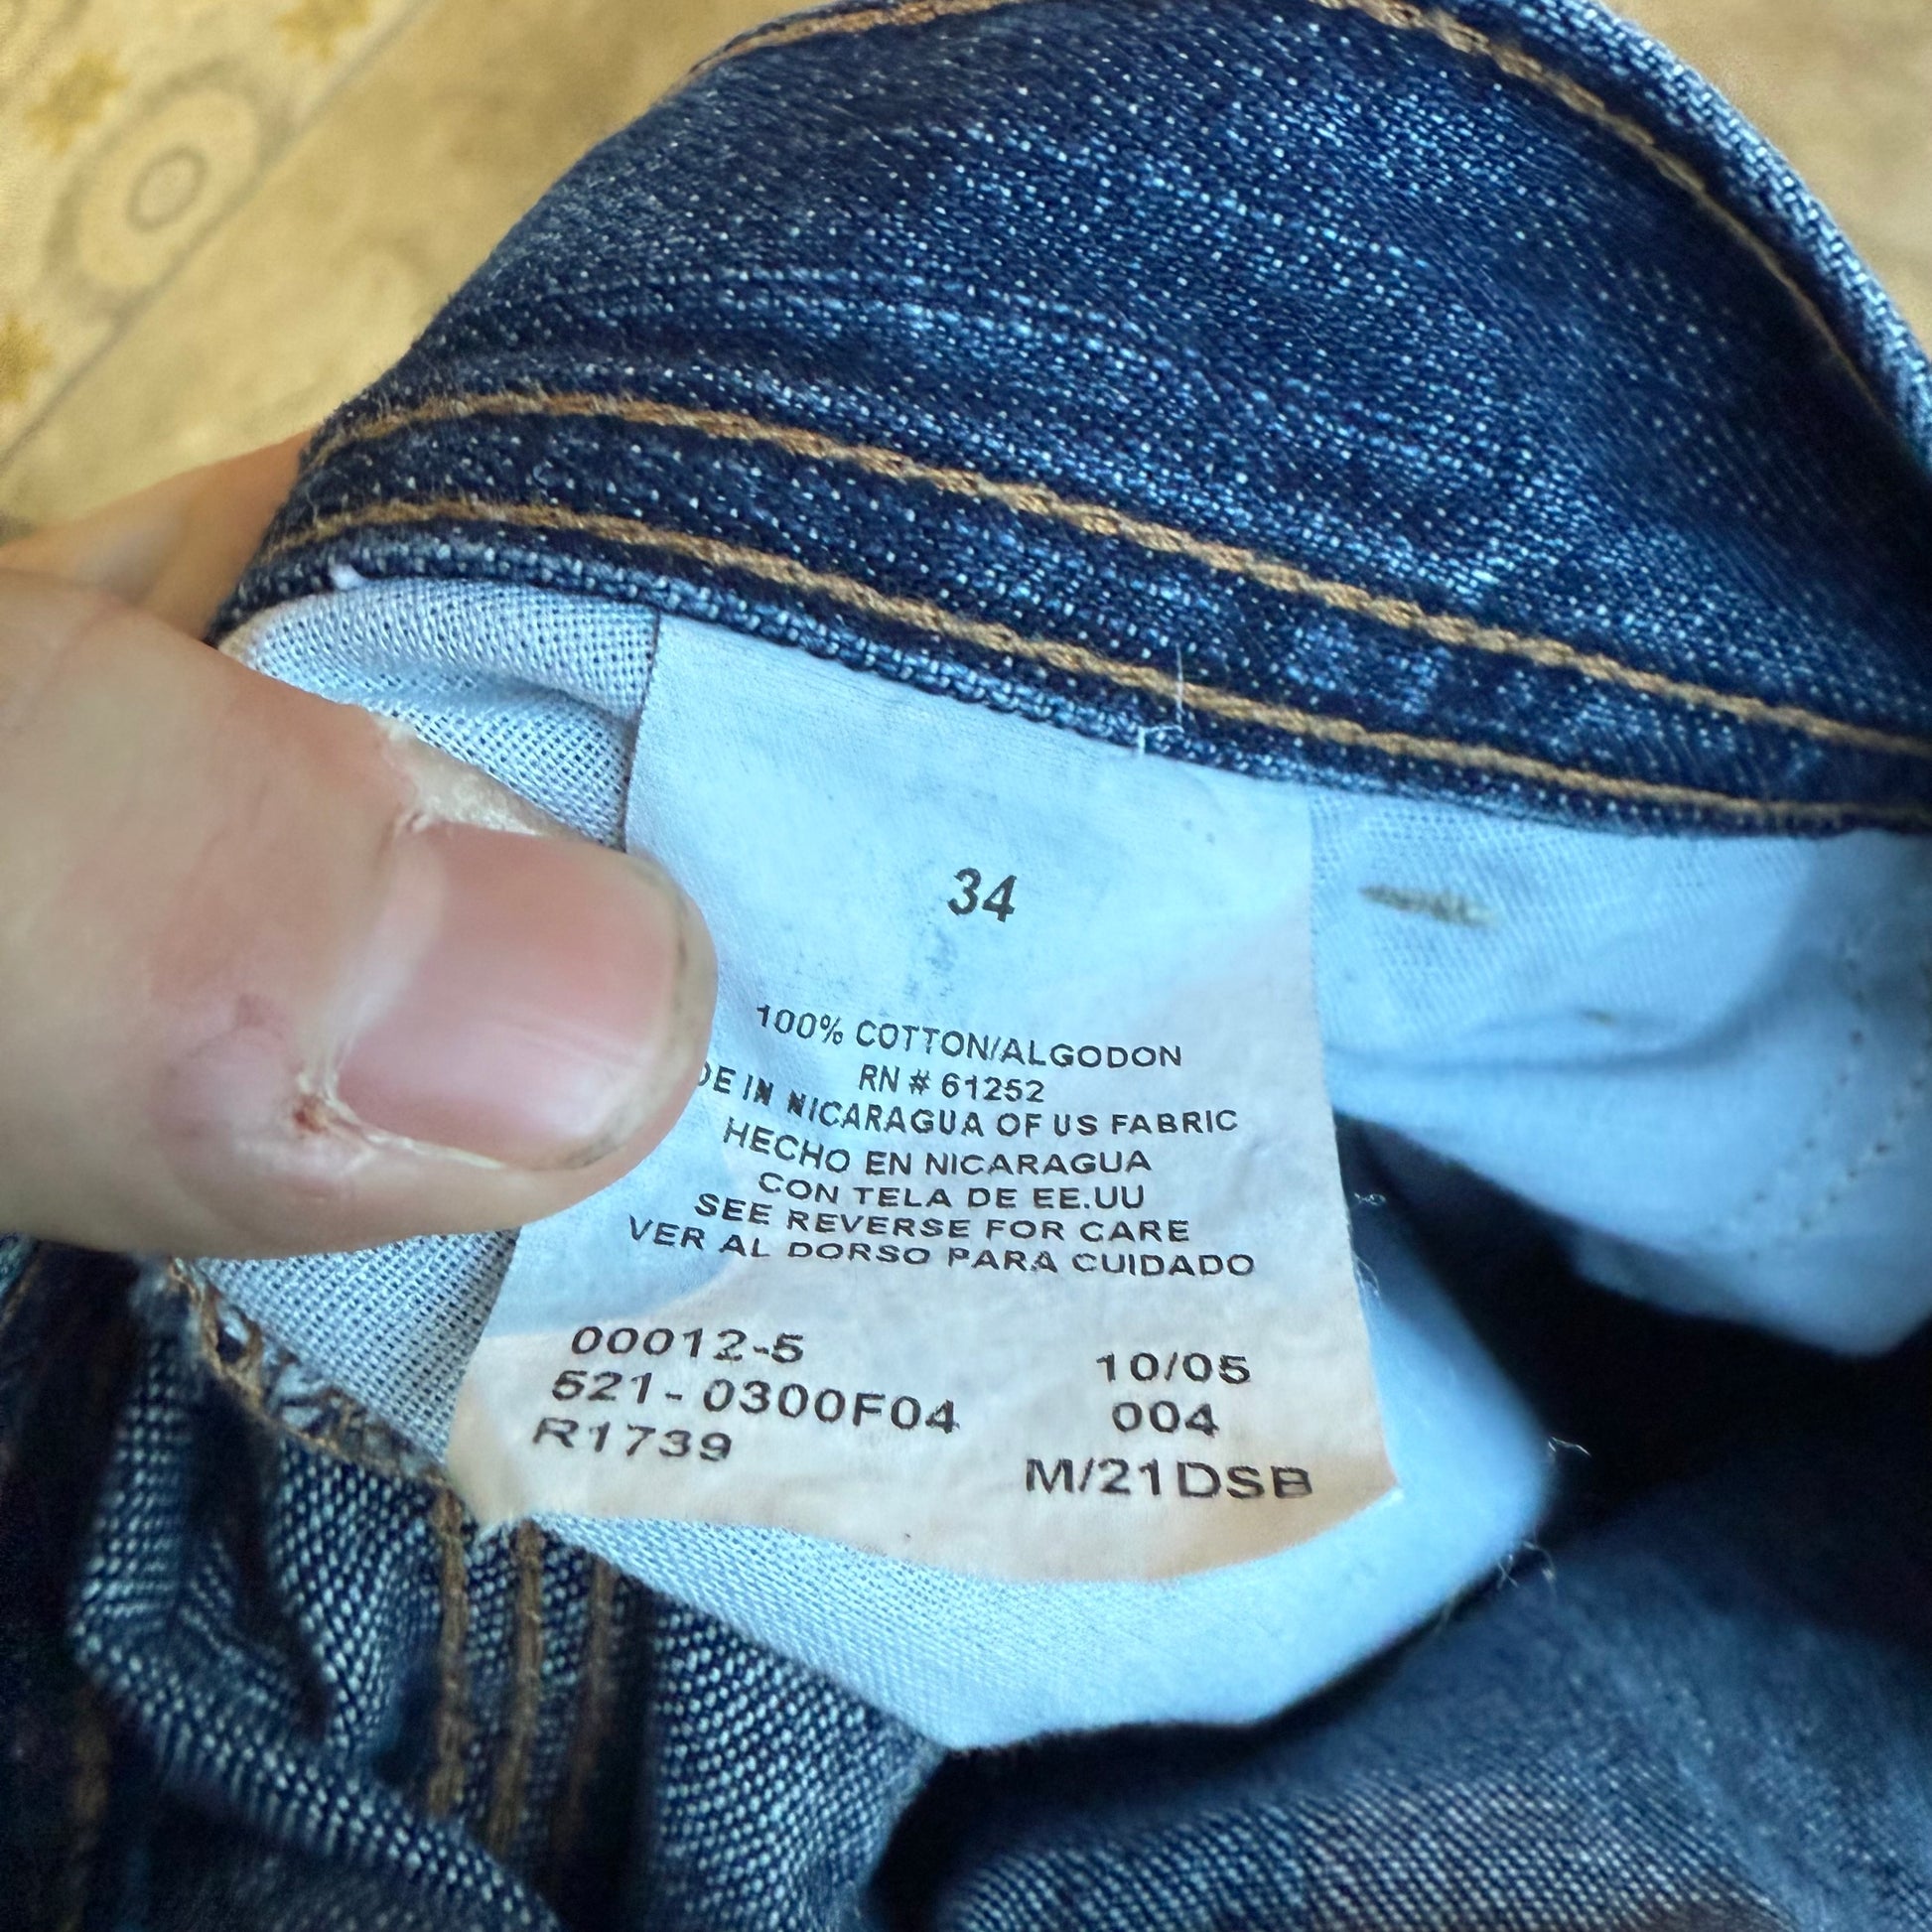 34
100% COTTON/ALGODON
RN # 61252
DE IN NICARAGUA OF US FABRIC
HECHO EN NICARAGUA
CON TELA DE EE.UU
SEE REVERSE FOR CARE
VER AL DORSO PARA CUIDADO
00012-5 10/05
521-0300F04 004
R1739 M/21DSB